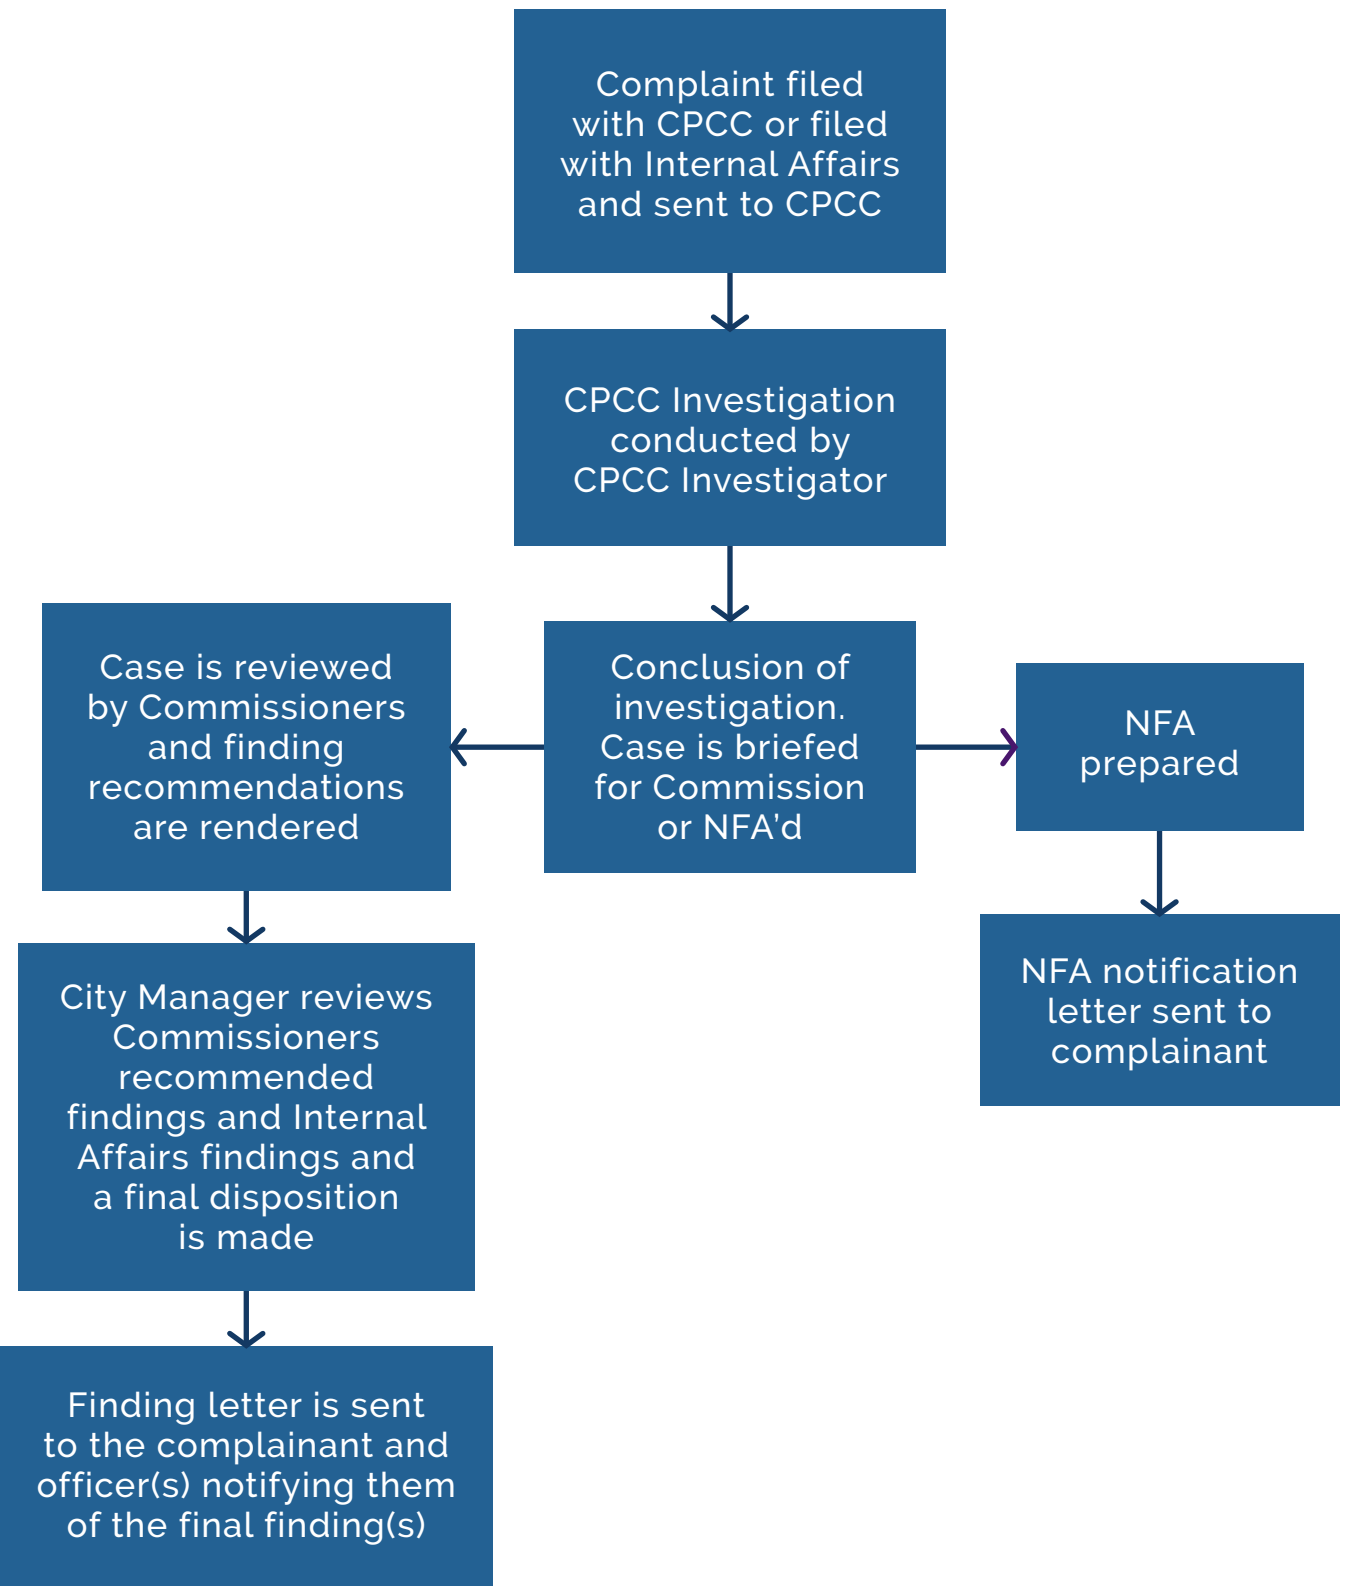 Complaint filed
with CPCC or filed
with Internal Affairs
and sent to CPCC
CPCC Investigation
conducted by
CPCC Investigator
Case is reviewed
by Commissioners
and finding
recommendations
are rendered
Conclusion of
investigation.
Case is briefed
for Commission
or NFA'd
NFA
prepared
City Manager reviews
Commissioners
recommended
findings and Internal
Affairs findings and
a final disposition
is made
NFA notification
letter sent to
complainant
Finding letter is sent
to the complainant and
officer(s) notifying them
of the final finding(s)